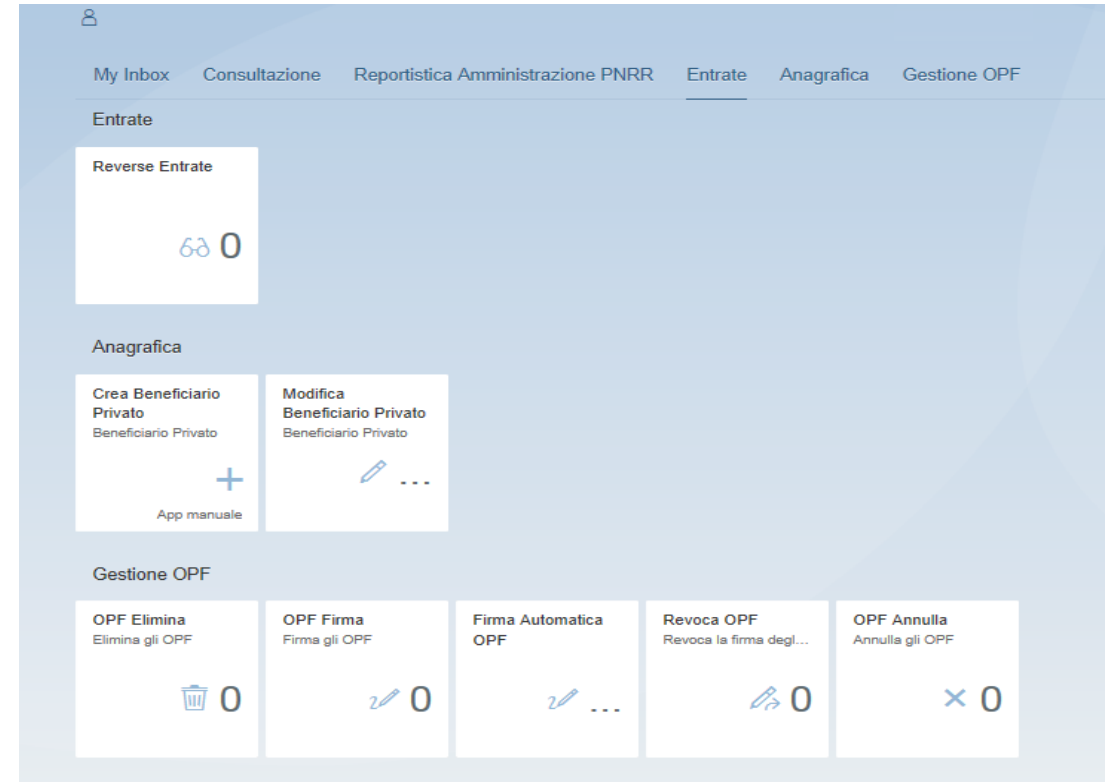 My Inbox Consultazione Reportistica Amministrazione PNRR Entrate Anagrafica Gestione OPF
Entrate
Reverse Entrate
0
Anagrafica
Crea Beneficiario
Privato
Beneficiario Privato
App manuale
Modifica
Beneficiario Privato
Beneficiario Privato
...
Gestione OPF
OPF Elimina
Elimina gli OPF
0
OPF Firma
Firma gli OPF
0
Firma Automatica
OPF
...
Revoca OPF
Revoca la firma degl...
0
OPF Annulla
Annulla gli OPF
0